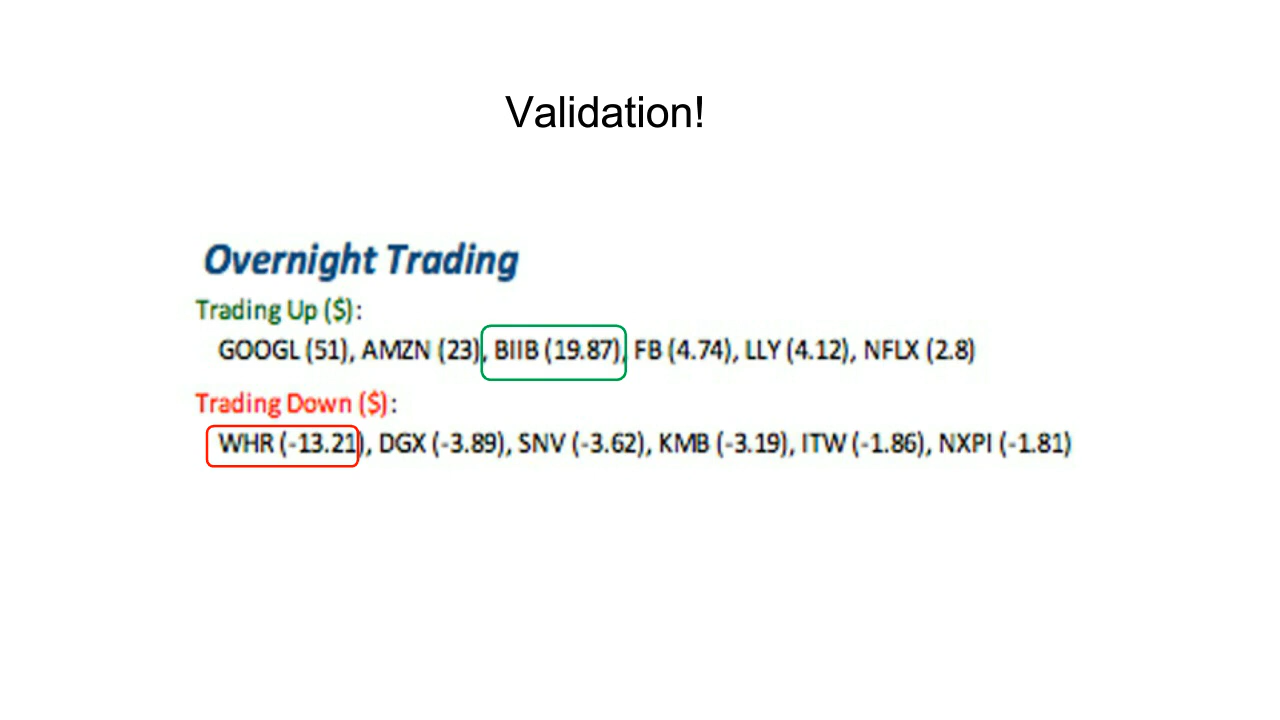 Validation!
Overnight Trading
Trading Up ($):
GOOGL (51), AMZN (23), BIIB (19.87), FB (4.74), LLY (4.12), NFLX (2.8)
Trading Down ($):
WHR (-13.21), DGX (-3.89), SNV (-3.62), KMB (-3.19), ITW (-1.86), NXPI (-1.81)